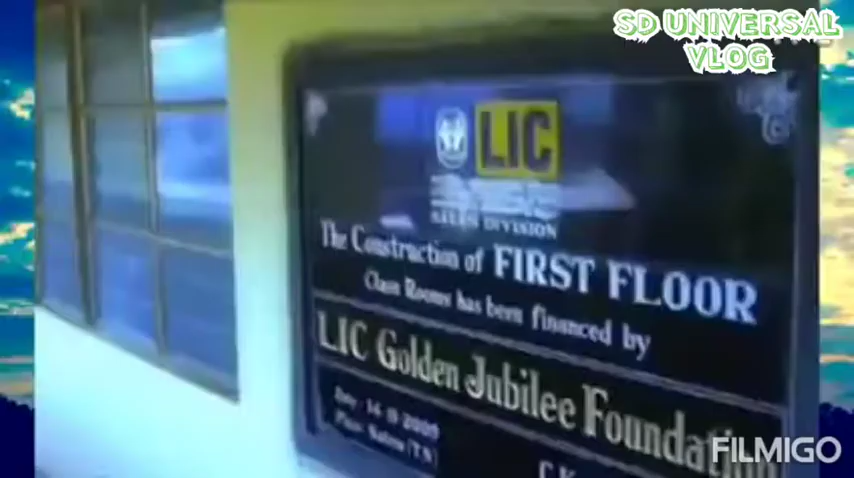 SD UNIVERSAL
VLOG
LIC
DIVISION
The Construction of FIRST FLOOR
Class Rooms has been financed by
LIC Golden Jubilee Foundation
FILMIGO